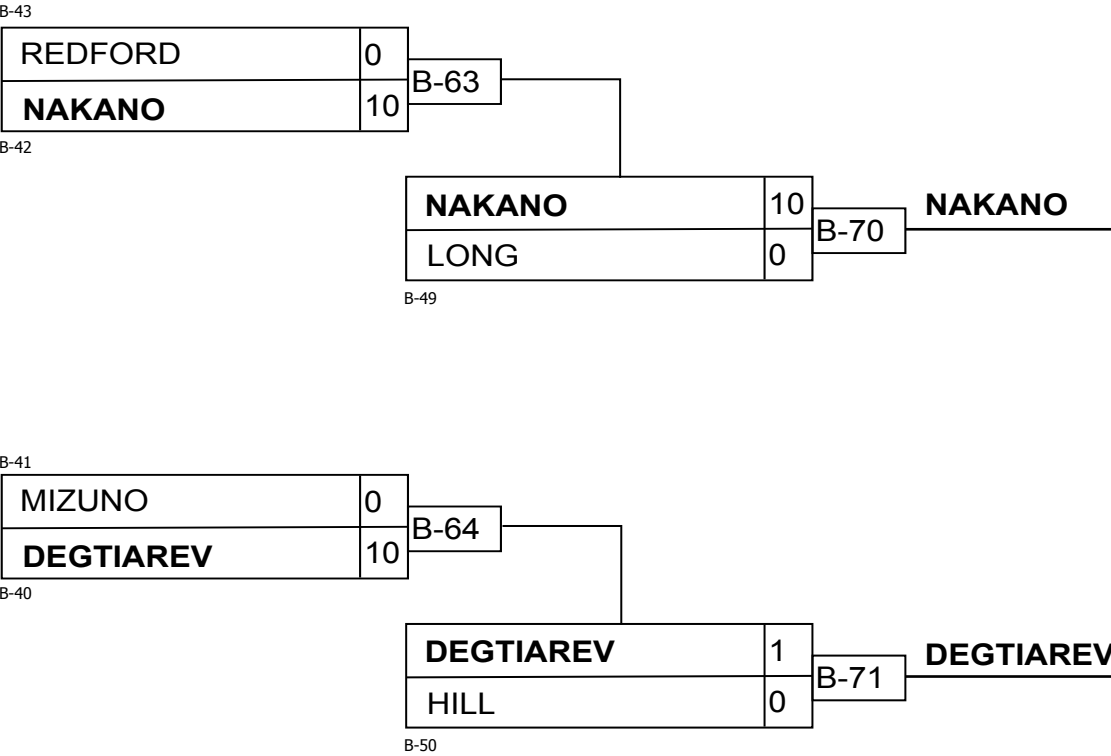 B-43
REDFORD 0
B-63
NAKANO 10
B-42
NAKANO 10
NAKANO
B-70
LONG 0
B-49
B-41
MIZUNO 0
B-64
DEGTIAREV 10
B-40
DEGTIAREV 1
DEGTIAREV
B-71
HILL 0
B-50